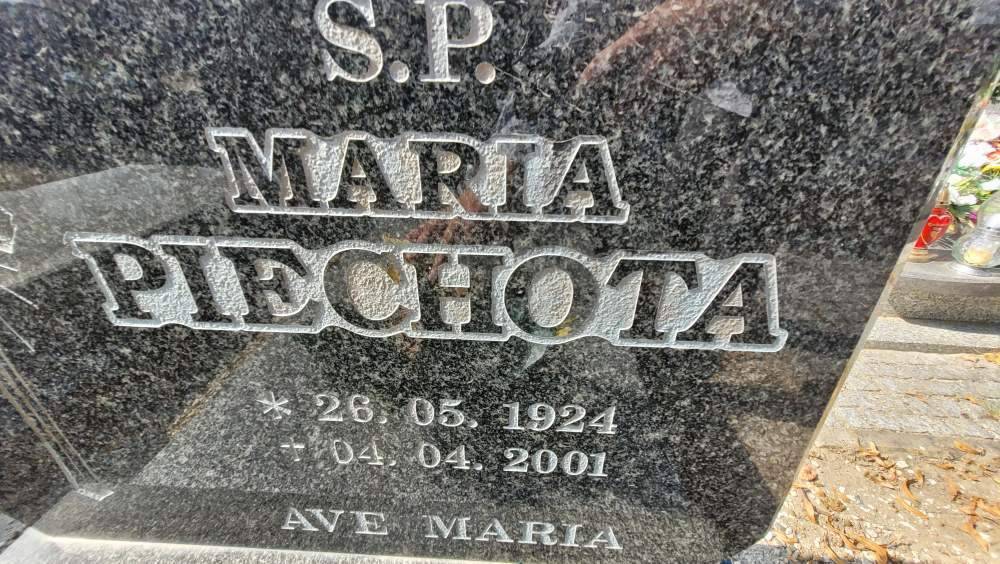 S.P.
MARIA
PIECHOTA
* 26. 05. 1924
+ 04. 04. 2001
AVE MARIA